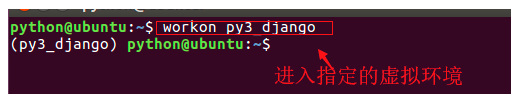 python@ubuntu:~$ workon py3_django
(py3_django) python@ubuntu:~$
进入指定的虚拟环境